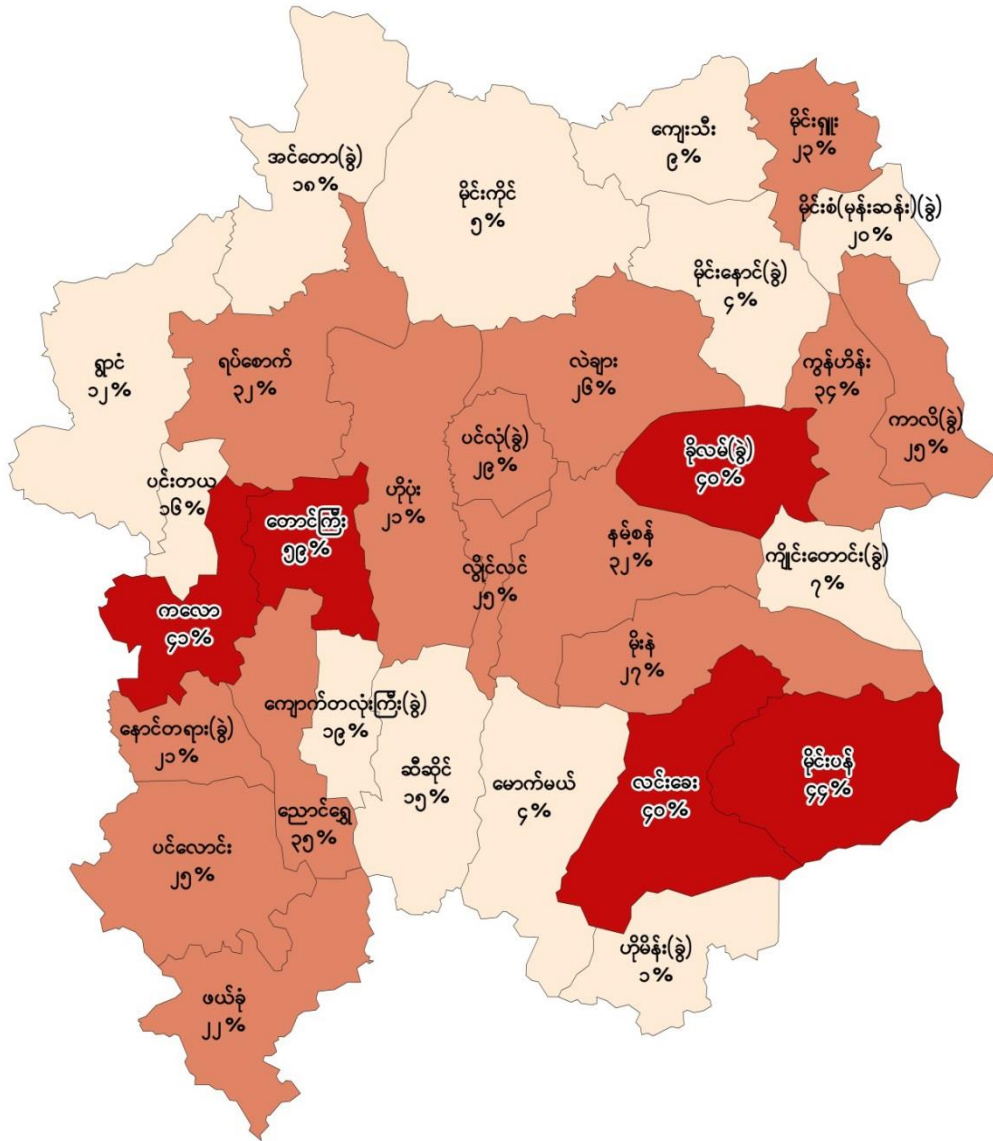 ကျေးသီး
၉%
မိုင်းရှူး
၂၃%
အင်တော(ခွဲ)
၁၈%
မိုင်းကိုင်
၅%
မိုင်းစံ(မုန်းဆန်း)(ခွဲ)
၂၀%
မိုင်းနောင်(ခွဲ)
၄%
ရွာငံ
၁၂%
ရပ်စောက်
၃၂%
လဲချား
၂၆%
ကွန်ဟိန်း
၃၄%
ကာလိ(ခွဲ)
၂၅%
ပင်လုံ(ခွဲ)
၂၉%
ခိုလမ်(ခွဲ)
၄၀%
ပင်းတယ
၁၆%
တောင်ကြီး
၅၉%
ဟိုပုံး
၂၁%
နမ့်စန်
၃၂%
ကျိုင်းတောင်း(ခွဲ)
၇%
လွိုင်လင်
၂၅%
ကလော
၄၁%
မိုးနဲ
၂၇%
နောင်တရား(ခွဲ)
၂၁%
ကျောက်တလုံးကြီး(ခွဲ)
၁၉%
ဆီဆိုင်
၁၅%
မောက်မယ်
၄%
လင်းခေး
၄၀%
မိုင်းပန်
၄၄%
ညောင်ရွှေ
၃၅%
ပင်လောင်း
၂၅%
ဟိုမိန်း(ခွဲ)
၁%
ဖယ်ခုံ
၂၂%